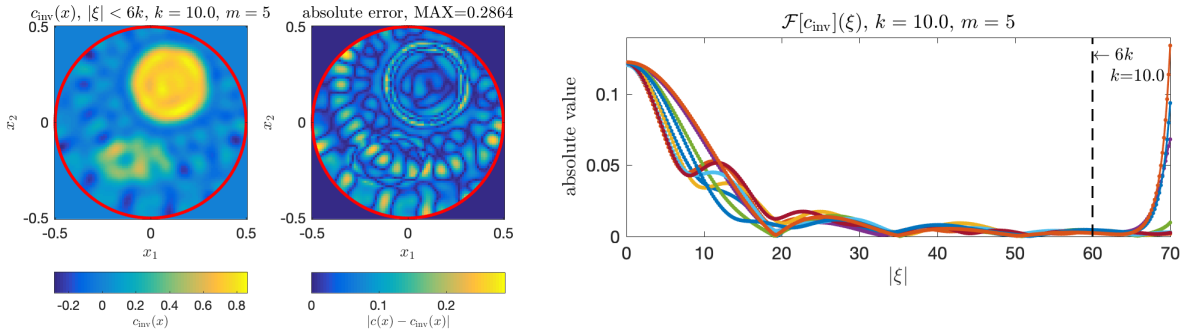 c_inv(x), |ξ| < 6k, k = 10.0, m = 5
0.5
0
-0.5
x_2
-0.5 0 0.5
x_1
-0.2 0 0.2 0.4 0.6 0.8
c_inv(x)
absolute error, MAX=0.2864
0.5
0
-0.5
x_2
-0.5 0 0.5
x_1
0 0.1 0.2
|c(x) − c_inv(x)|
F[c_inv](ξ), k = 10.0, m = 5
absolute value
0.1
0.05
0
← 6k
k=10.0
0 10 20 30 40 50 60 70
|ξ|